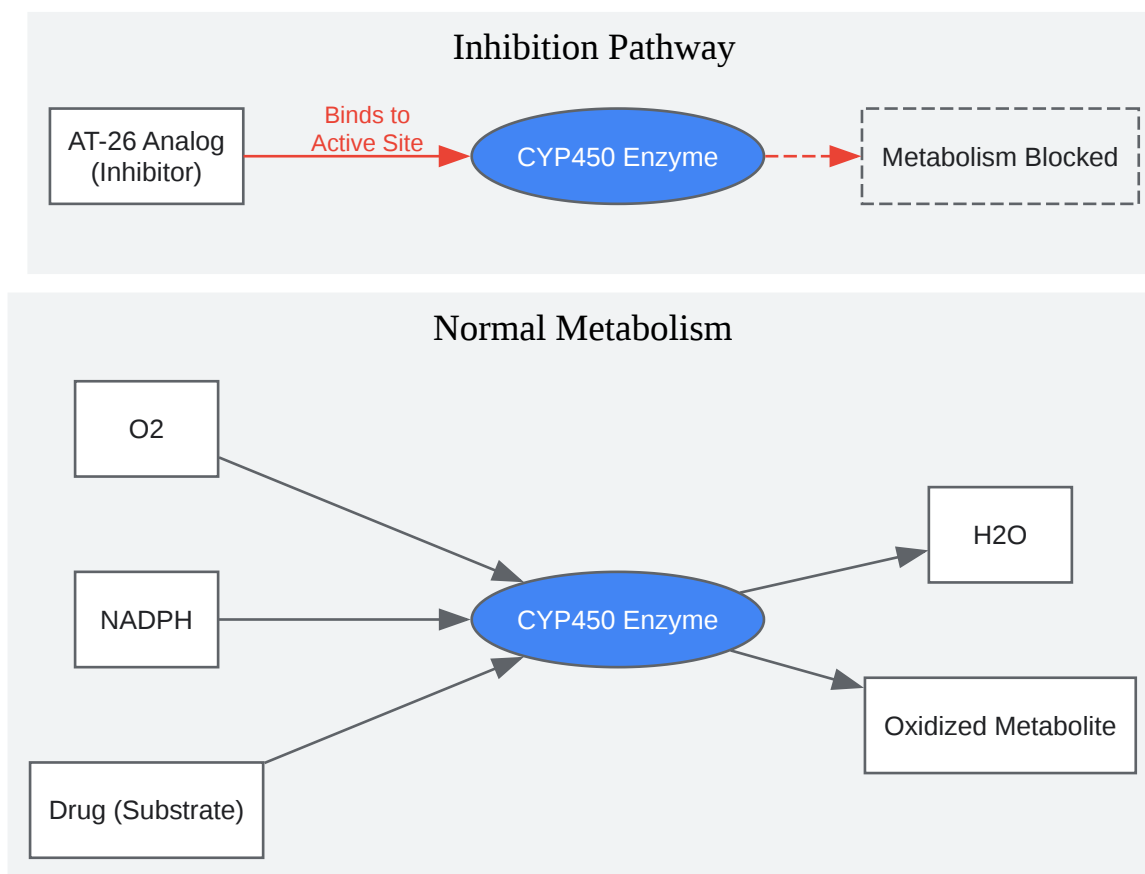 Inhibition Pathway
Binds to
Active Site
AT-26 Analog
(Inhibitor)
CYP450 Enzyme
Metabolism Blocked
Normal Metabolism
O2
NADPH
Drug (Substrate)
CYP450 Enzyme
H2O
Oxidized Metabolite